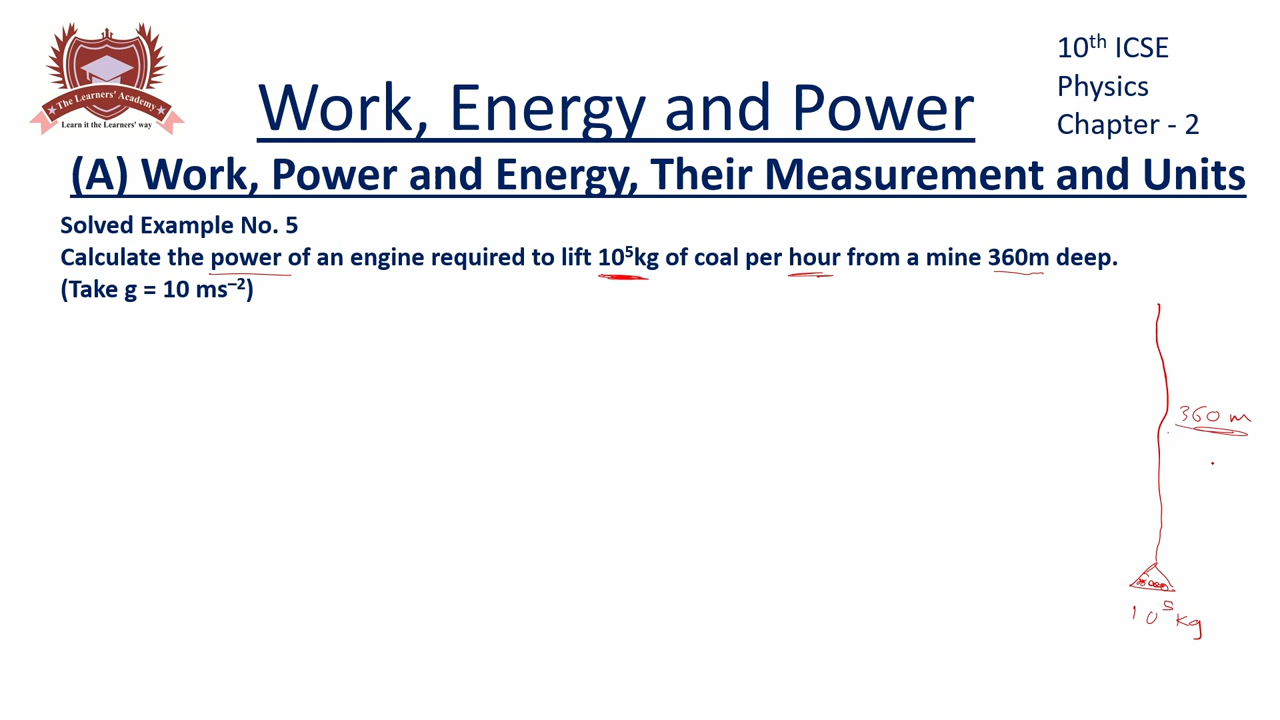 The Learners' Academy
Learn it the Learners' way
10th ICSE
Physics
Chapter - 2
Work, Energy and Power
(A) Work, Power and Energy, Their Measurement and Units
Solved Example No. 5
Calculate the power of an engine required to lift 10⁵kg of coal per hour from a mine 360m deep.
(Take g = 10 ms⁻²)
360 m
10⁵ kg